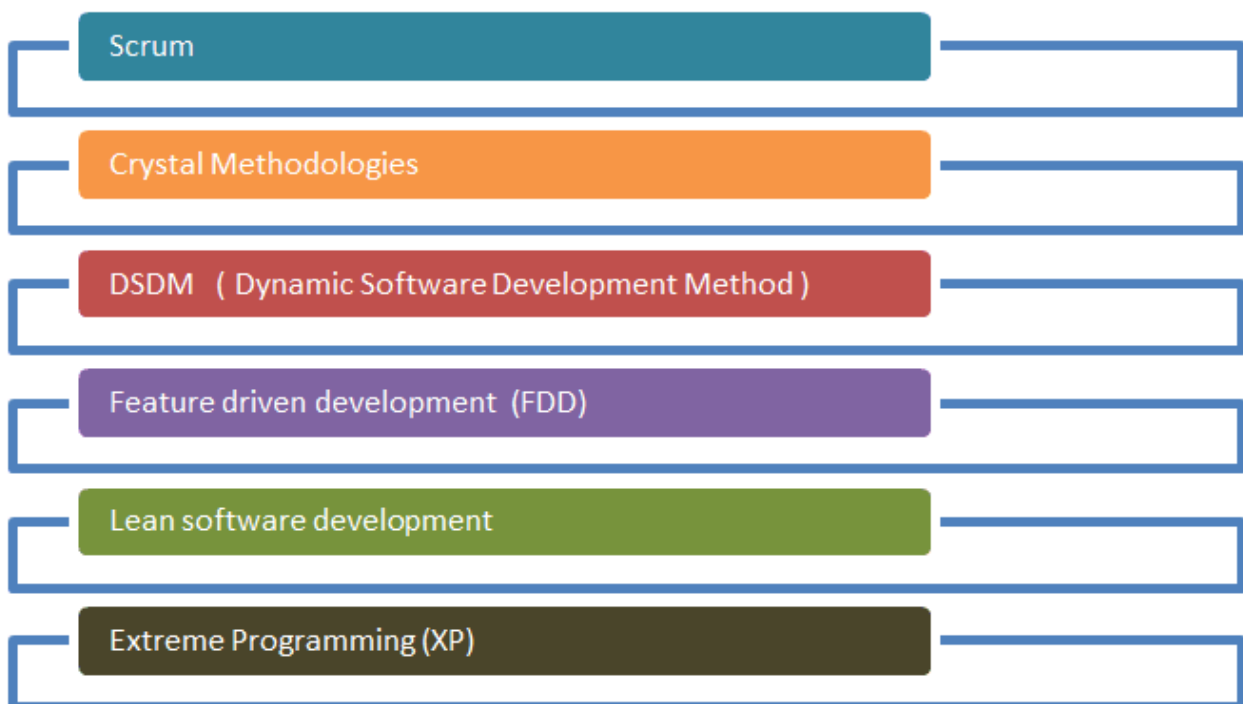 Scrum
Crystal Methodologies
DSDM ( Dynamic Software Development Method )
Feature driven development (FDD)
Lean software development
Extreme Programming (XP)